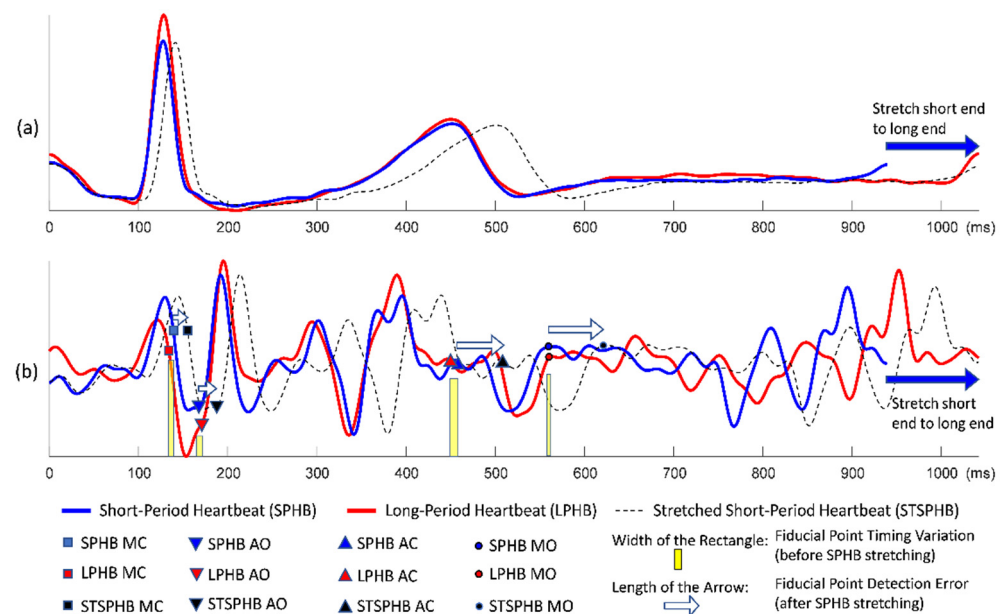 (a)
Stretch short end
to long end
0 100 200 300 400 500 600 700 800 900 1000 (ms)
(b)
Stretch short
end to long end
0 100 200 300 400 500 600 700 800 900 1000 (ms)
Short-Period Heartbeat (SPHB) Long-Period Heartbeat (LPHB) Stretched Short-Period Heartbeat (STSPHB)
SPHB MC SPHB AO SPHB AC SPHB MO
LPHB MC LPHB AO LPHB AC LPHB MO
STSPHB MC STSPHB AO STSPHB AC STSPHB MO
Width of the Rectangle: Fiducial Point Timing Variation
(before SPHB stretching)
Length of the Arrow: Fiducial Point Detection Error
(after SPHB stretching)